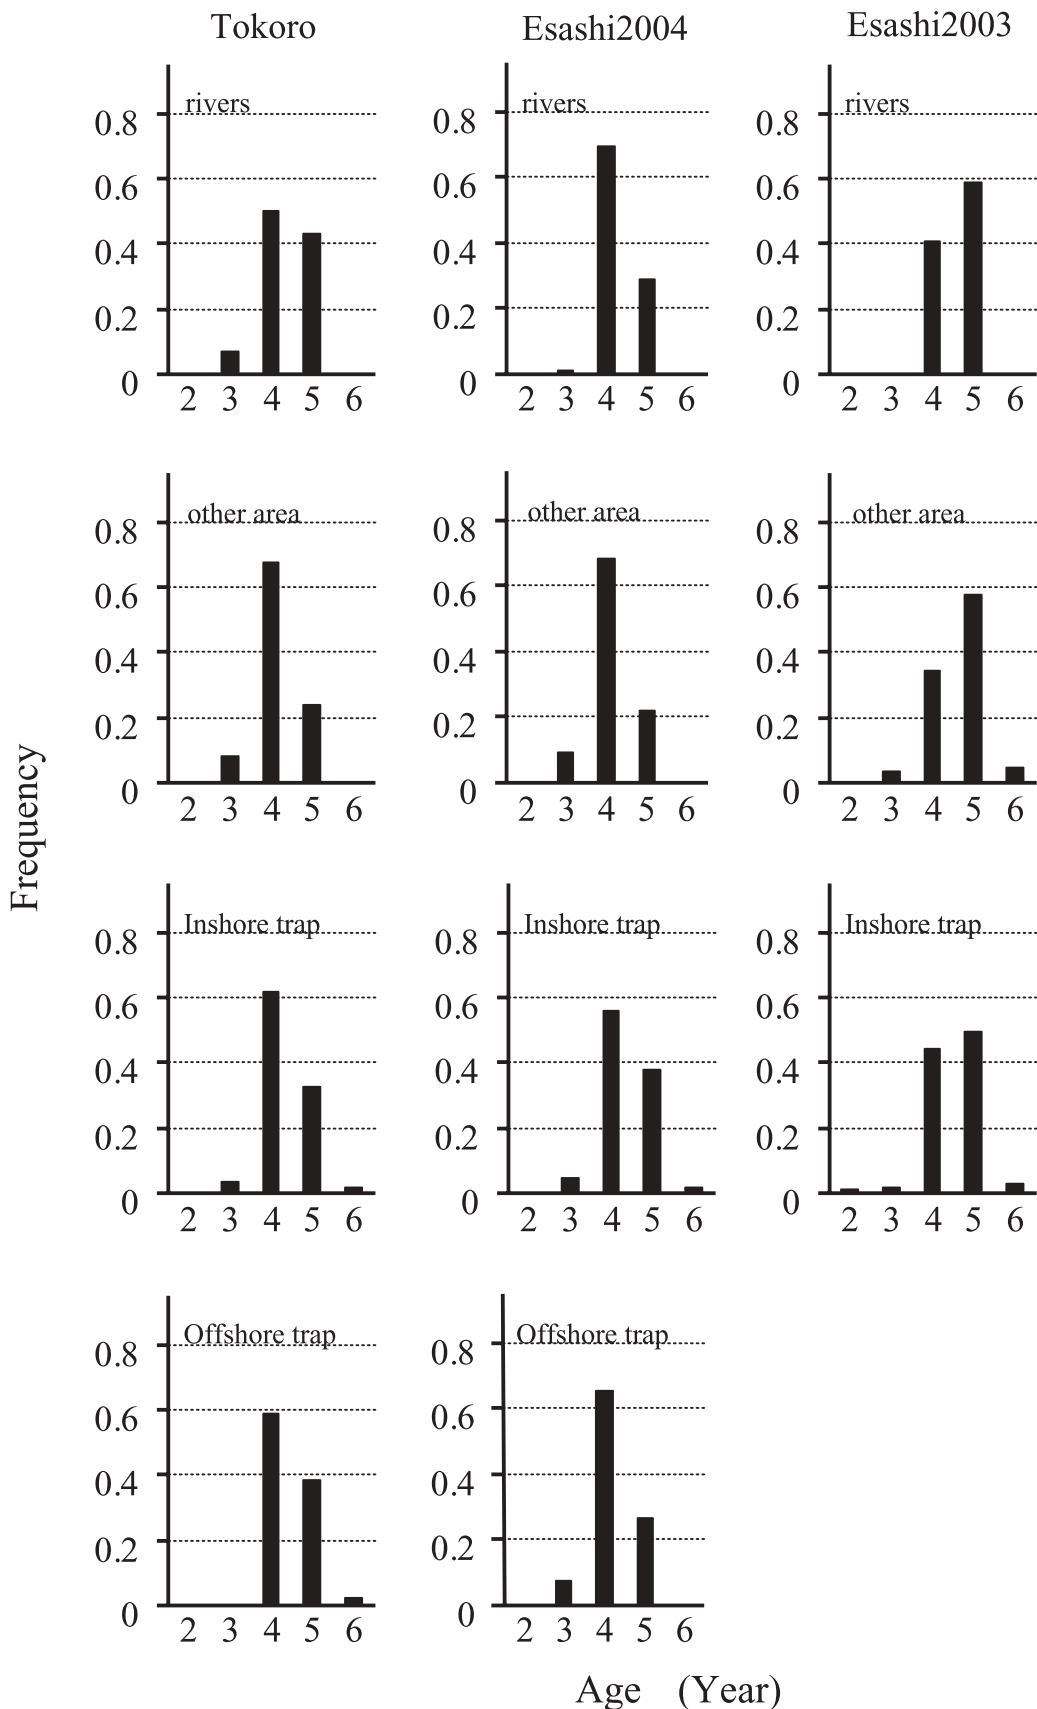 Tokoro Esashi2004 Esashi2003
rivers rivers rivers
0.8 0.8 0.8
0.6 0.6 0.6
0.4 0.4 0.4
0.2 0.2 0.2
0 0 0
2 3 4 5 6 2 3 4 5 6 2 3 4 5 6
other area other area other area
0.8 0.8 0.8
0.6 0.6 0.6
0.4 0.4 0.4
0.2 0.2 0.2
0 0 0
2 3 4 5 6 2 3 4 5 6 2 3 4 5 6
Frequency
Inshore trap Inshore trap Inshore trap
0.8 0.8 0.8
0.6 0.6 0.6
0.4 0.4 0.4
0.2 0.2 0.2
0 0 0
2 3 4 5 6 2 3 4 5 6 2 3 4 5 6
Offshore trap Offshore trap
0.8 0.8
0.6 0.6
0.4 0.4
0.2 0.2
0 0
2 3 4 5 6 2 3 4 5 6
Age (Year)